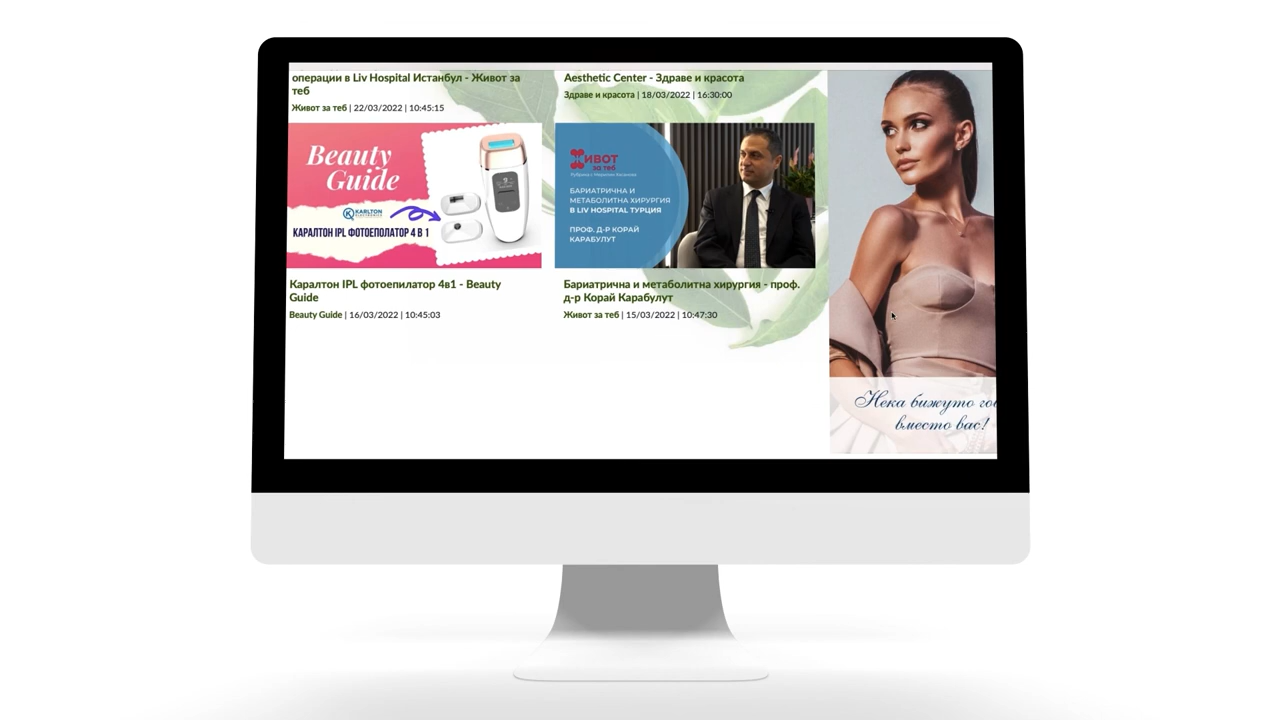 операции в Liv Hospital Истанбул - Живот за
теб
Живот за теб | 22/03/2022 | 10:45:15
Aesthetic Center - Здраве и красота
Здраве и красота | 18/03/2022 | 16:30:00
Beauty
Guide
KARLTON
КАРАЛТОН IPL ФОТОЕПОЛАТОР 4 В 1
Живот
за теб
БАРИАТРИЧНА И
МЕТАБОЛИТНА ХИРУРГИЯ
В LIV HOSPITAL ТУРЦИЯ
ПРОФ. Д-Р КОРАЙ
КАРАБУЛУТ
Каралтон IPL фотоепилатор 4в1 - Beauty
Guide
Beauty Guide | 16/03/2022 | 10:45:03
Бариатрична и метаболитна хирургия - проф.
д-р Корай Карабулут
Живот за теб | 15/03/2022 | 10:47:30
Нека бижуто гов
вместо вас!